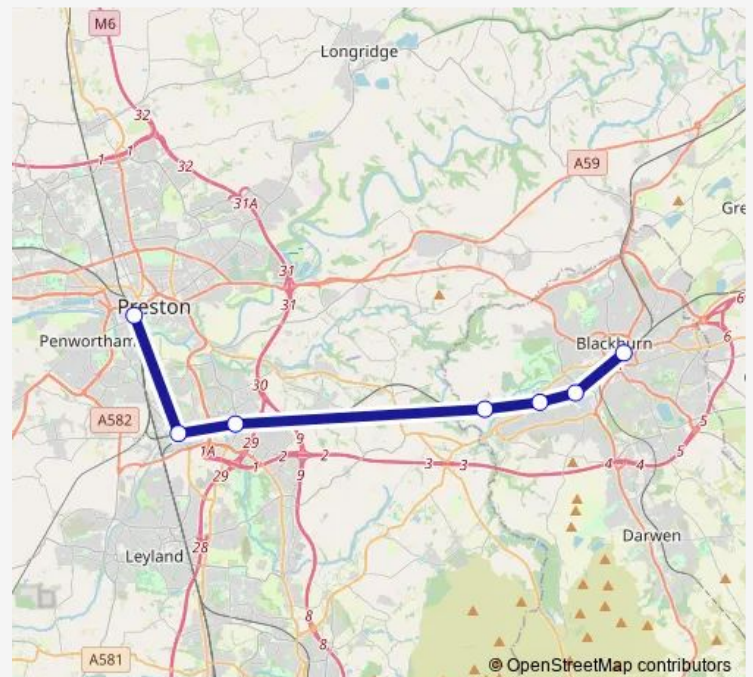 M6
Longridge
32
1
1
32
A59
31A
Gre
31
31
6
Preston
6
Penwortham
Blackburn
30
A582
29
9
5
1A
2
2
1
3
3
4
4
5
29
9
28
Leyland
Darwen
8
8
A581
© OpenStreetMap contributors